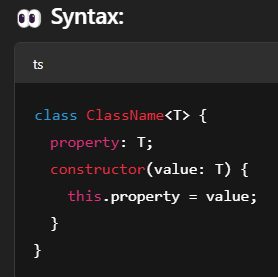 👀 Syntax:
ts
class ClassName<T> {
  property: T;
  constructor(value: T) {
    this.property = value;
  }
}